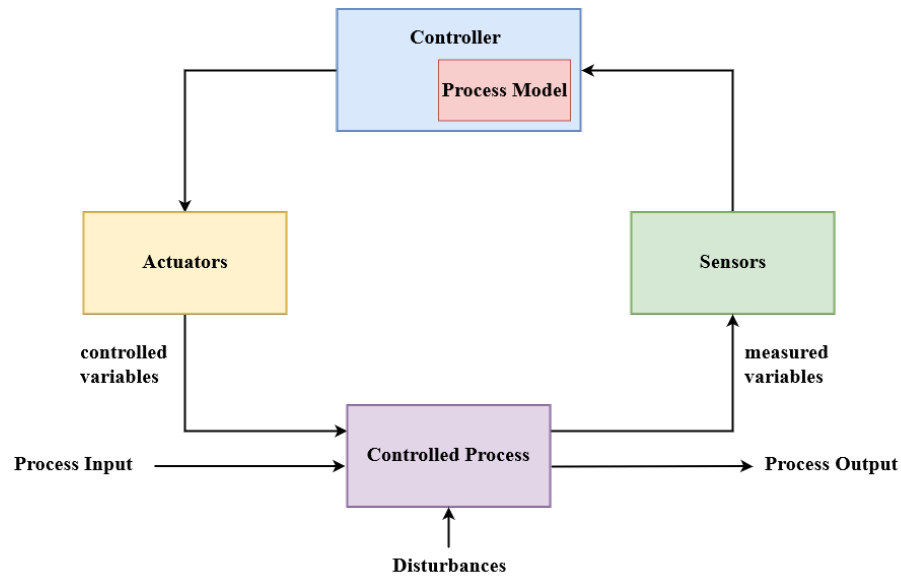 Controller
Process Model
Actuators
Sensors
controlled
variables
measured
variables
Process Input
Controlled Process
Process Output
Disturbances